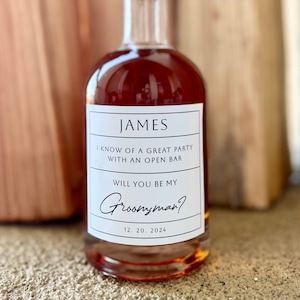 JAMES
I KNOW OF A GREAT PARTY
WITH AN OPEN BAR
WILL YOU BE MY
Groomsman?
12. 20. 2024